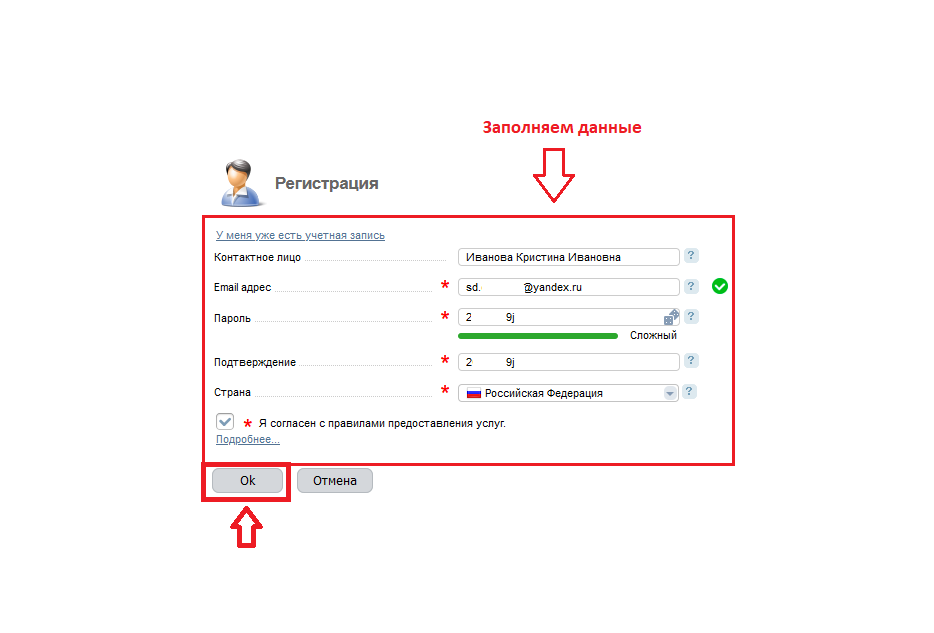 Заполняем данные
Регистрация
У меня уже есть учетная запись
Контактное лицо Иванова Кристина Ивановна ?
Email адрес * sd. @yandex.ru ?
Пароль * 2 9j ?
Сложный
Подтверждение * 2 9j ?
Страна * Российская Федерация ?
* Я согласен с правилами предоставления услуг.
Подробнее...
Ok Отмена